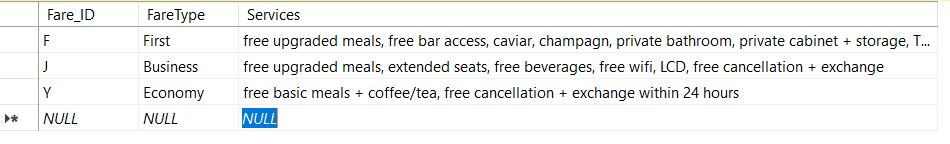 Fare_ID FareType Services
F First free upgraded meals, free bar access, caviar, champagn, private bathroom, private cabinet + storage, T...
J Business free upgraded meals, extended seats, free beverages, free wifi, LCD, free cancellation + exchange
Y Economy free basic meals + coffee/tea, free cancellation + exchange within 24 hours
NULL NULL NULL